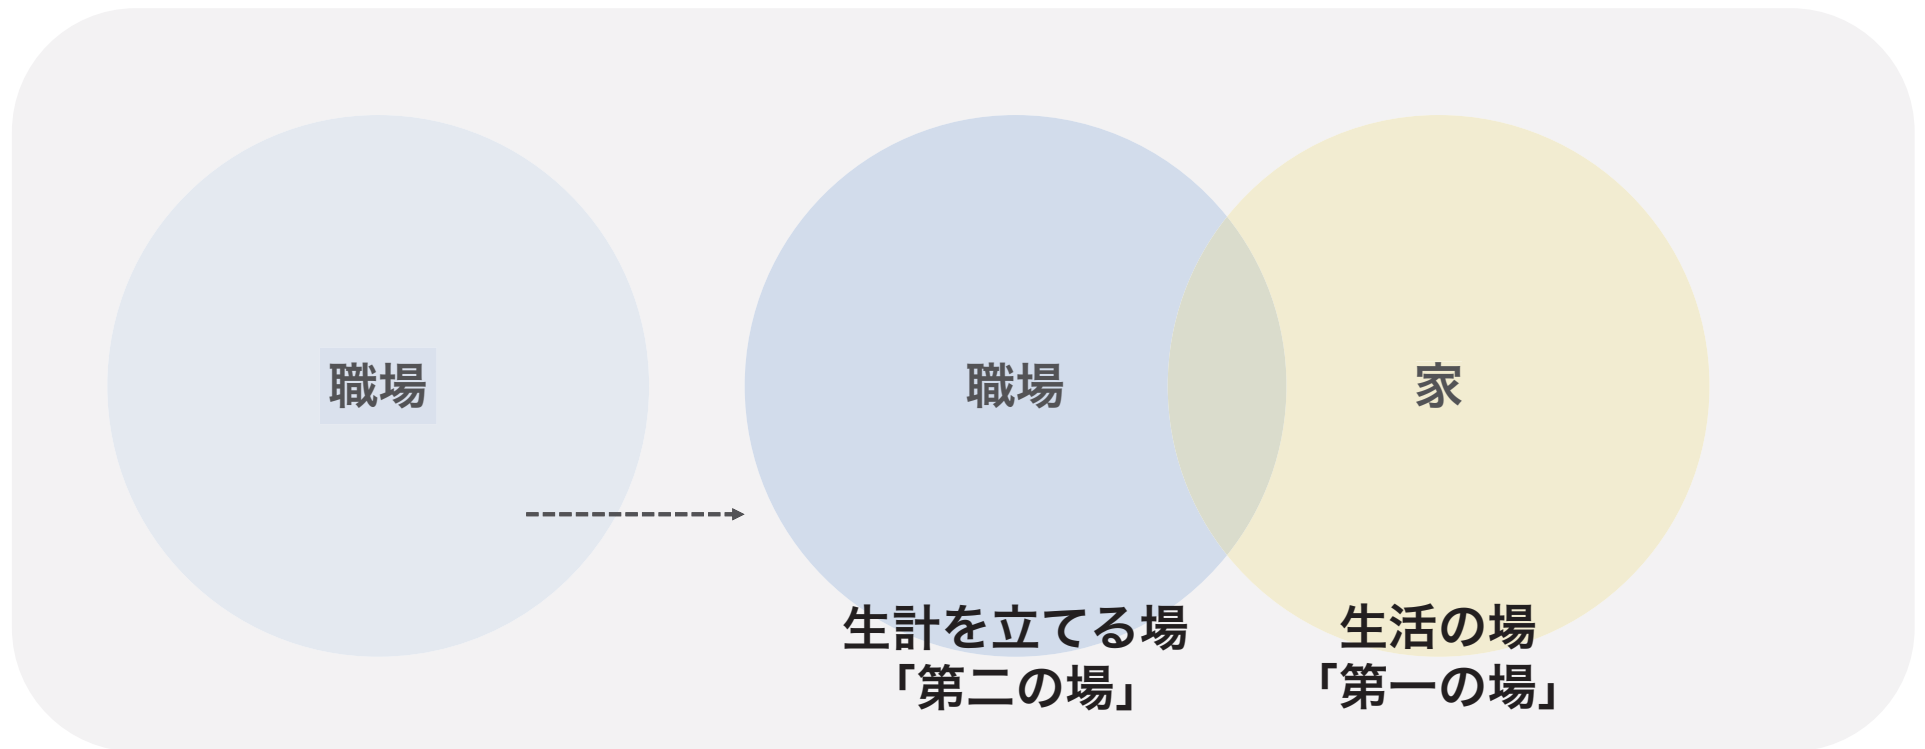 職場
職場
家
生計を立てる場
「第二の場」
生活の場
「第一の場」